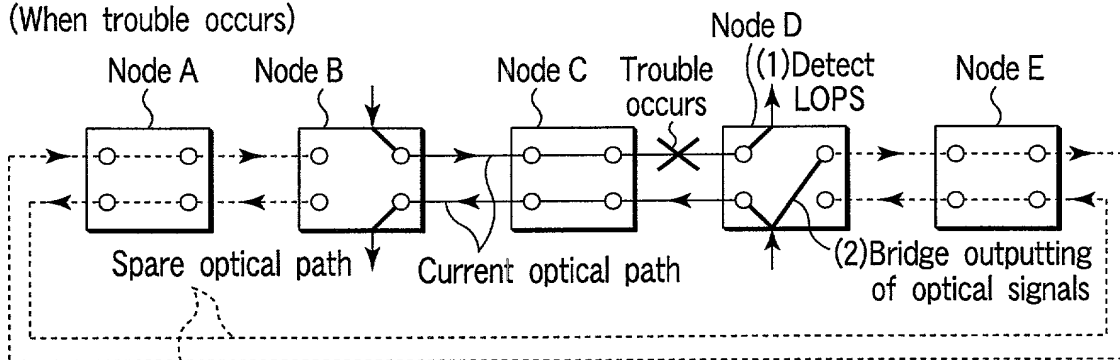 (When trouble occurs)
Node A
Node B
Node C
Trouble
occurs
Node D
(1)Detect
LOPS
Node E
Spare optical path
Current optical path
(2)Bridge outputting
of optical signals